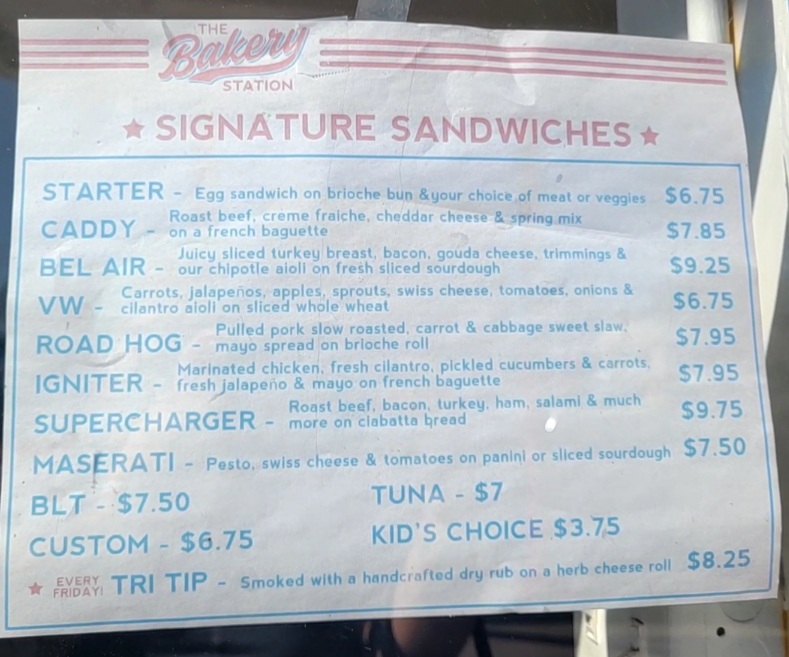 THE
Bakery
STATION
★ SIGNATURE SANDWICHES ★
STARTER - Egg sandwich on brioche bun &your choice of meat or veggies $6.75
CADDY - Roast beef, creme fraiche, cheddar cheese & spring mix
on a french baguette $7.85
BEL AIR - Juicy sliced turkey breast, bacon, gouda cheese, trimmings &
our chipotle aioli on fresh sliced sourdough $9.25
VW - Carrots, jalapeños, apples, sprouts, swiss cheese, tomatoes, onions &
cilantro aioli on sliced whole wheat $6.75
ROAD HOG - Pulled pork slow roasted, carrot & cabbage sweet slaw,
mayo spread on brioche roll $7.95
IGNITER - Marinated chicken, fresh cilantro, pickled cucumbers & carrots,
fresh jalapeño & mayo on french baguette $7.95
SUPERCHARGER - Roast beef, bacon, turkey, ham, salami & much
more on ciabatta bread $9.75
MASERATI - Pesto, swiss cheese & tomatoes on panini or sliced sourdough $7.50
BLT - $7.50 TUNA - $7
CUSTOM - $6.75 KID'S CHOICE $3.75
★ EVERY FRIDAY! TRI TIP - Smoked with a handcrafted dry rub on a herb cheese roll $8.25